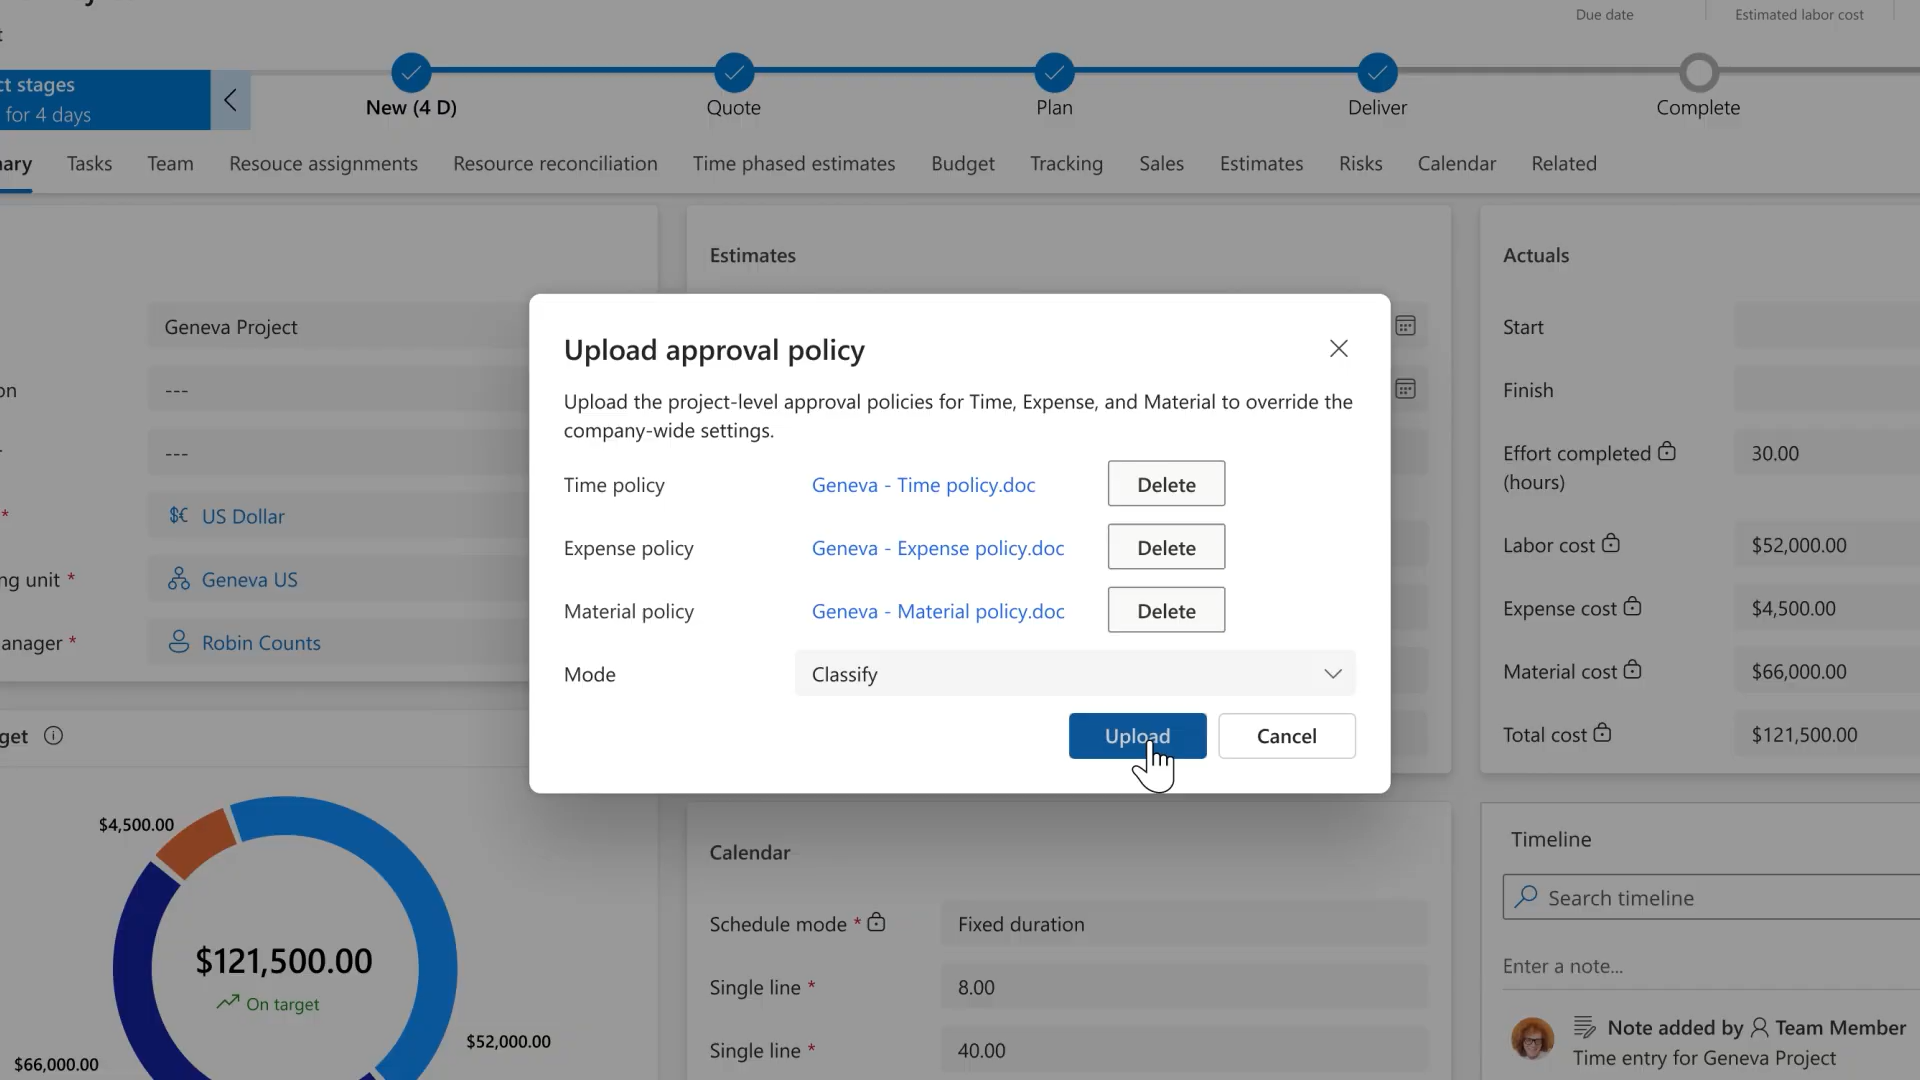 Due date
Estimated labor cost
ct stages
for 4 days
New (4 D)
Quote
Plan
Deliver
Complete
ary
Tasks
Team
Resouce assignments
Resource reconciliation
Time phased estimates
Budget
Tracking
Sales
Estimates
Risks
Calendar
Related
Geneva Project
on
---
---
*
US Dollar
ng unit *
Geneva US
anager *
Robin Counts
Estimates
Upload approval policy
Upload the project-level approval policies for Time, Expense, and Material to override the
company-wide settings.
Time policy
Geneva - Time policy.doc
Delete
Expense policy
Geneva - Expense policy.doc
Delete
Material policy
Geneva - Material policy.doc
Delete
Mode
Classify
Upload
Cancel
Actuals
Start
Finish
Effort completed
(hours)
30.00
Labor cost
$52,000.00
Expense cost
$4,500.00
Material cost
$66,000.00
Total cost
$121,500.00
get
$4,500.00
$121,500.00
On target
$52,000.00
$66,000.00
Calendar
Schedule mode *
Fixed duration
Single line *
8.00
Single line *
40.00
Timeline
Search timeline
Enter a note...
Note added by Team Member
Time entry for Geneva Project